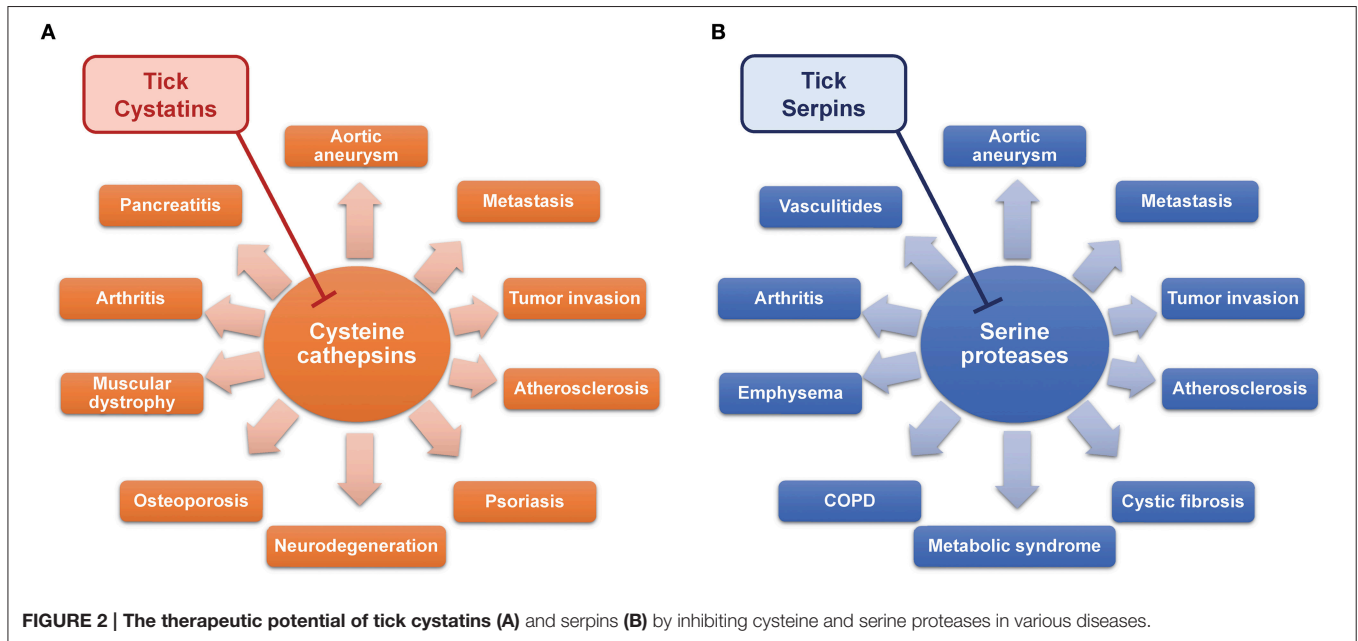 A
Tick
Cystatins
Aortic
aneurysm
Pancreatitis
Metastasis
Arthritis
Tumor invasion
Cysteine
cathepsins
Muscular
dystrophy
Atherosclerosis
Osteoporosis
Psoriasis
Neurodegeneration
B
Tick
Serpins
Aortic
aneurysm
Vasculitides
Metastasis
Arthritis
Tumor invasion
Serine
proteases
Emphysema
Atherosclerosis
COPD
Cystic fibrosis
Metabolic syndrome
FIGURE 2 | The therapeutic potential of tick cystatins (A) and serpins (B) by inhibiting cysteine and serine proteases in various diseases.